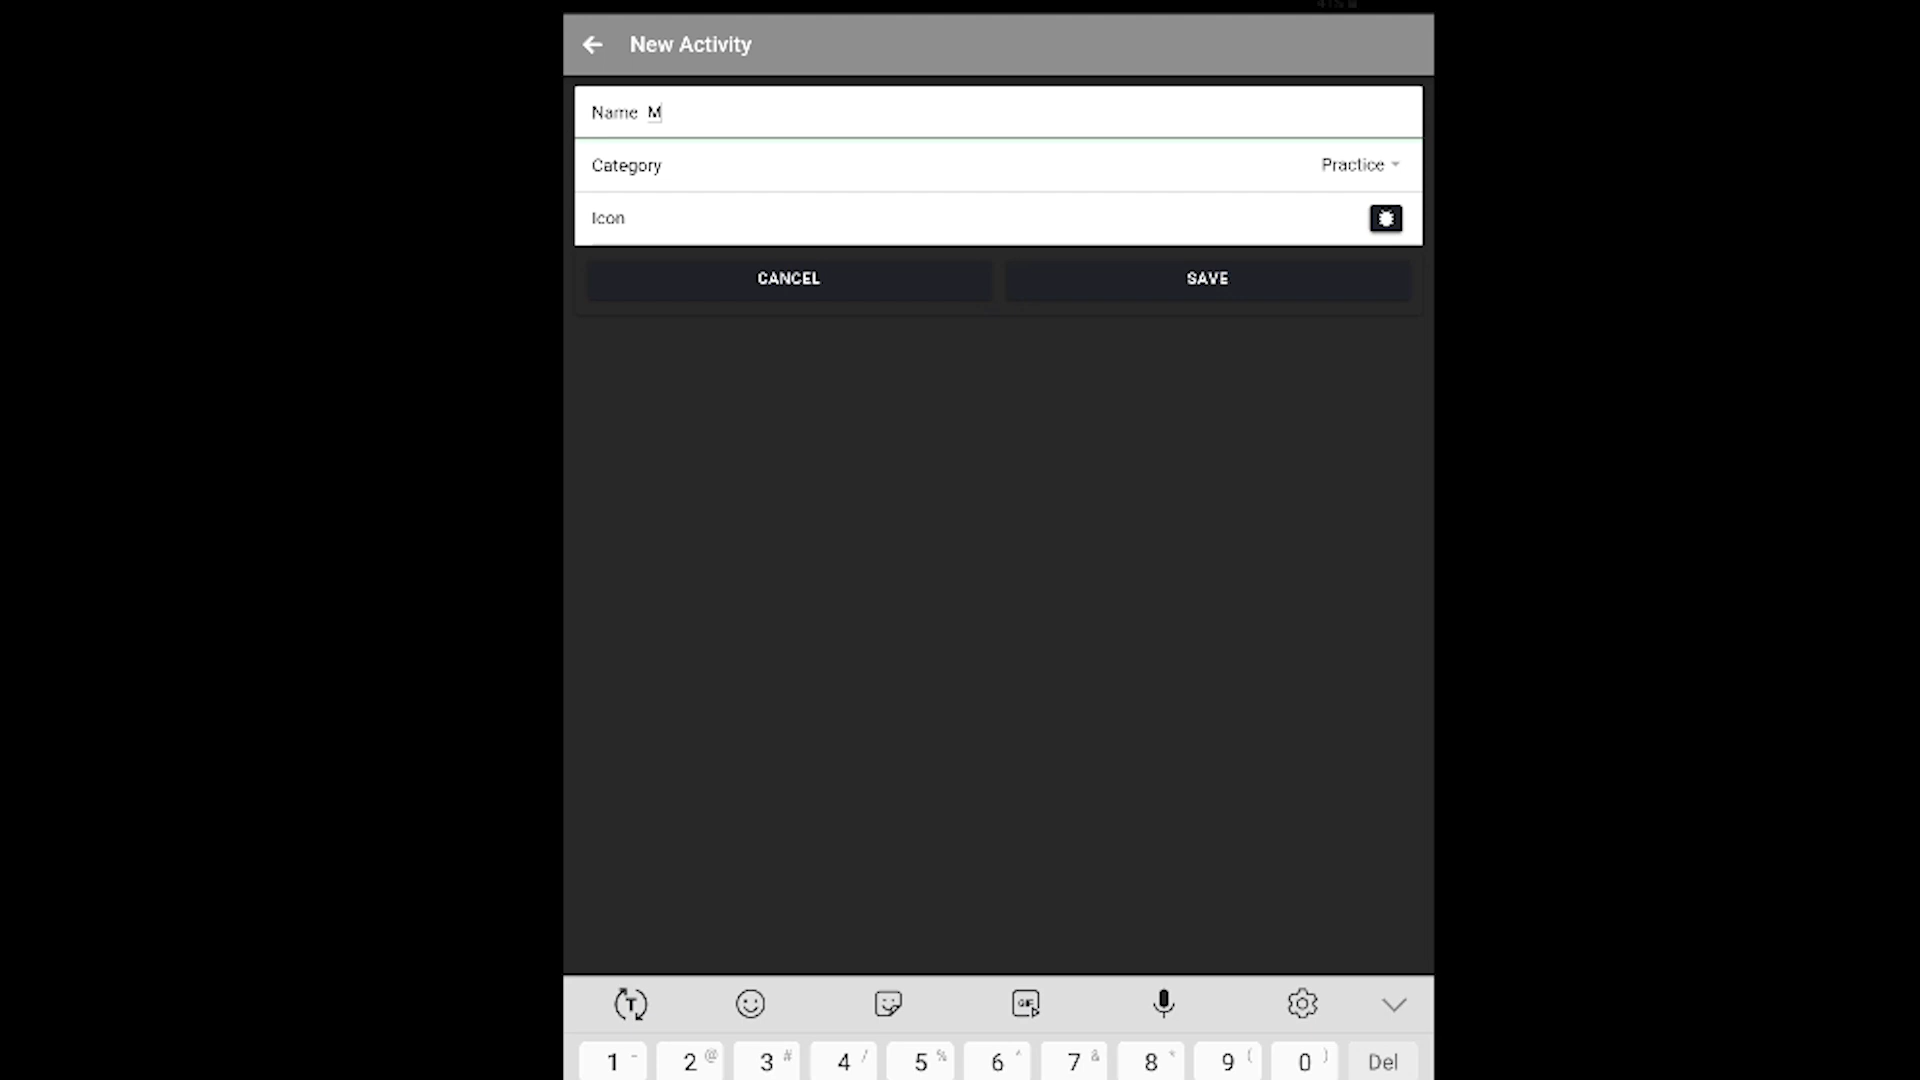 New Activity
Name M
Category Practice
Icon
CANCEL SAVE
T GIF
1 - 2 @ 3 # 4 / 5 % 6 ^ 7 & 8 * 9 ( 0 ) Del